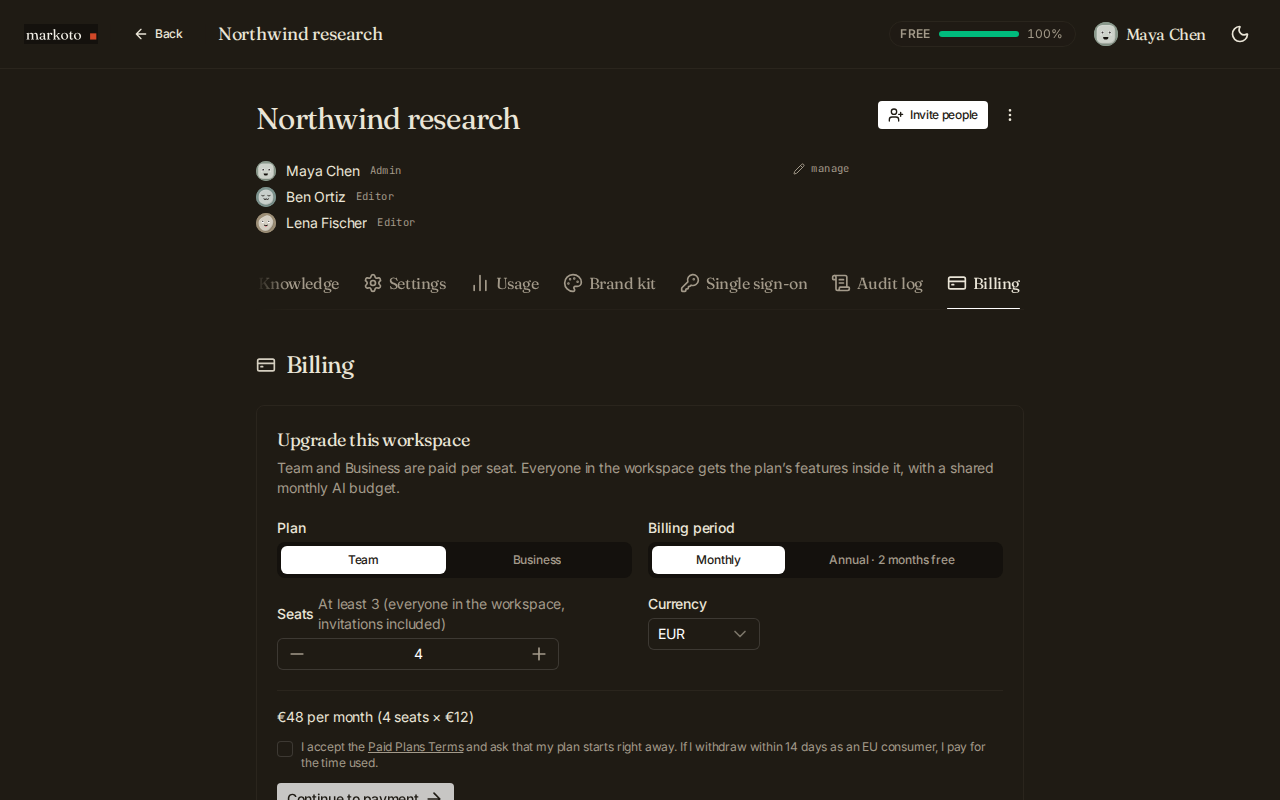 markoto
Back
Northwind research
FREE
100%
Maya Chen
Northwind research
Invite people
Maya Chen Admin
manage
Ben Ortiz Editor
Lena Fischer Editor
Knowledge
Settings
Usage
Brand kit
Single sign-on
Audit log
Billing
Billing
Upgrade this workspace
Team and Business are paid per seat. Everyone in the workspace gets the plan's features inside it, with a shared
monthly AI budget.
Plan
Billing period
Team
Business
Monthly
Annual · 2 months free
Seats
At least 3 (everyone in the workspace,
invitations included)
Currency
4
EUR
€48 per month (4 seats × €12)
I accept the Paid Plans Terms and ask that my plan starts right away. If I withdraw within 14 days as an EU consumer, I pay for
the time used.
Continue to payment